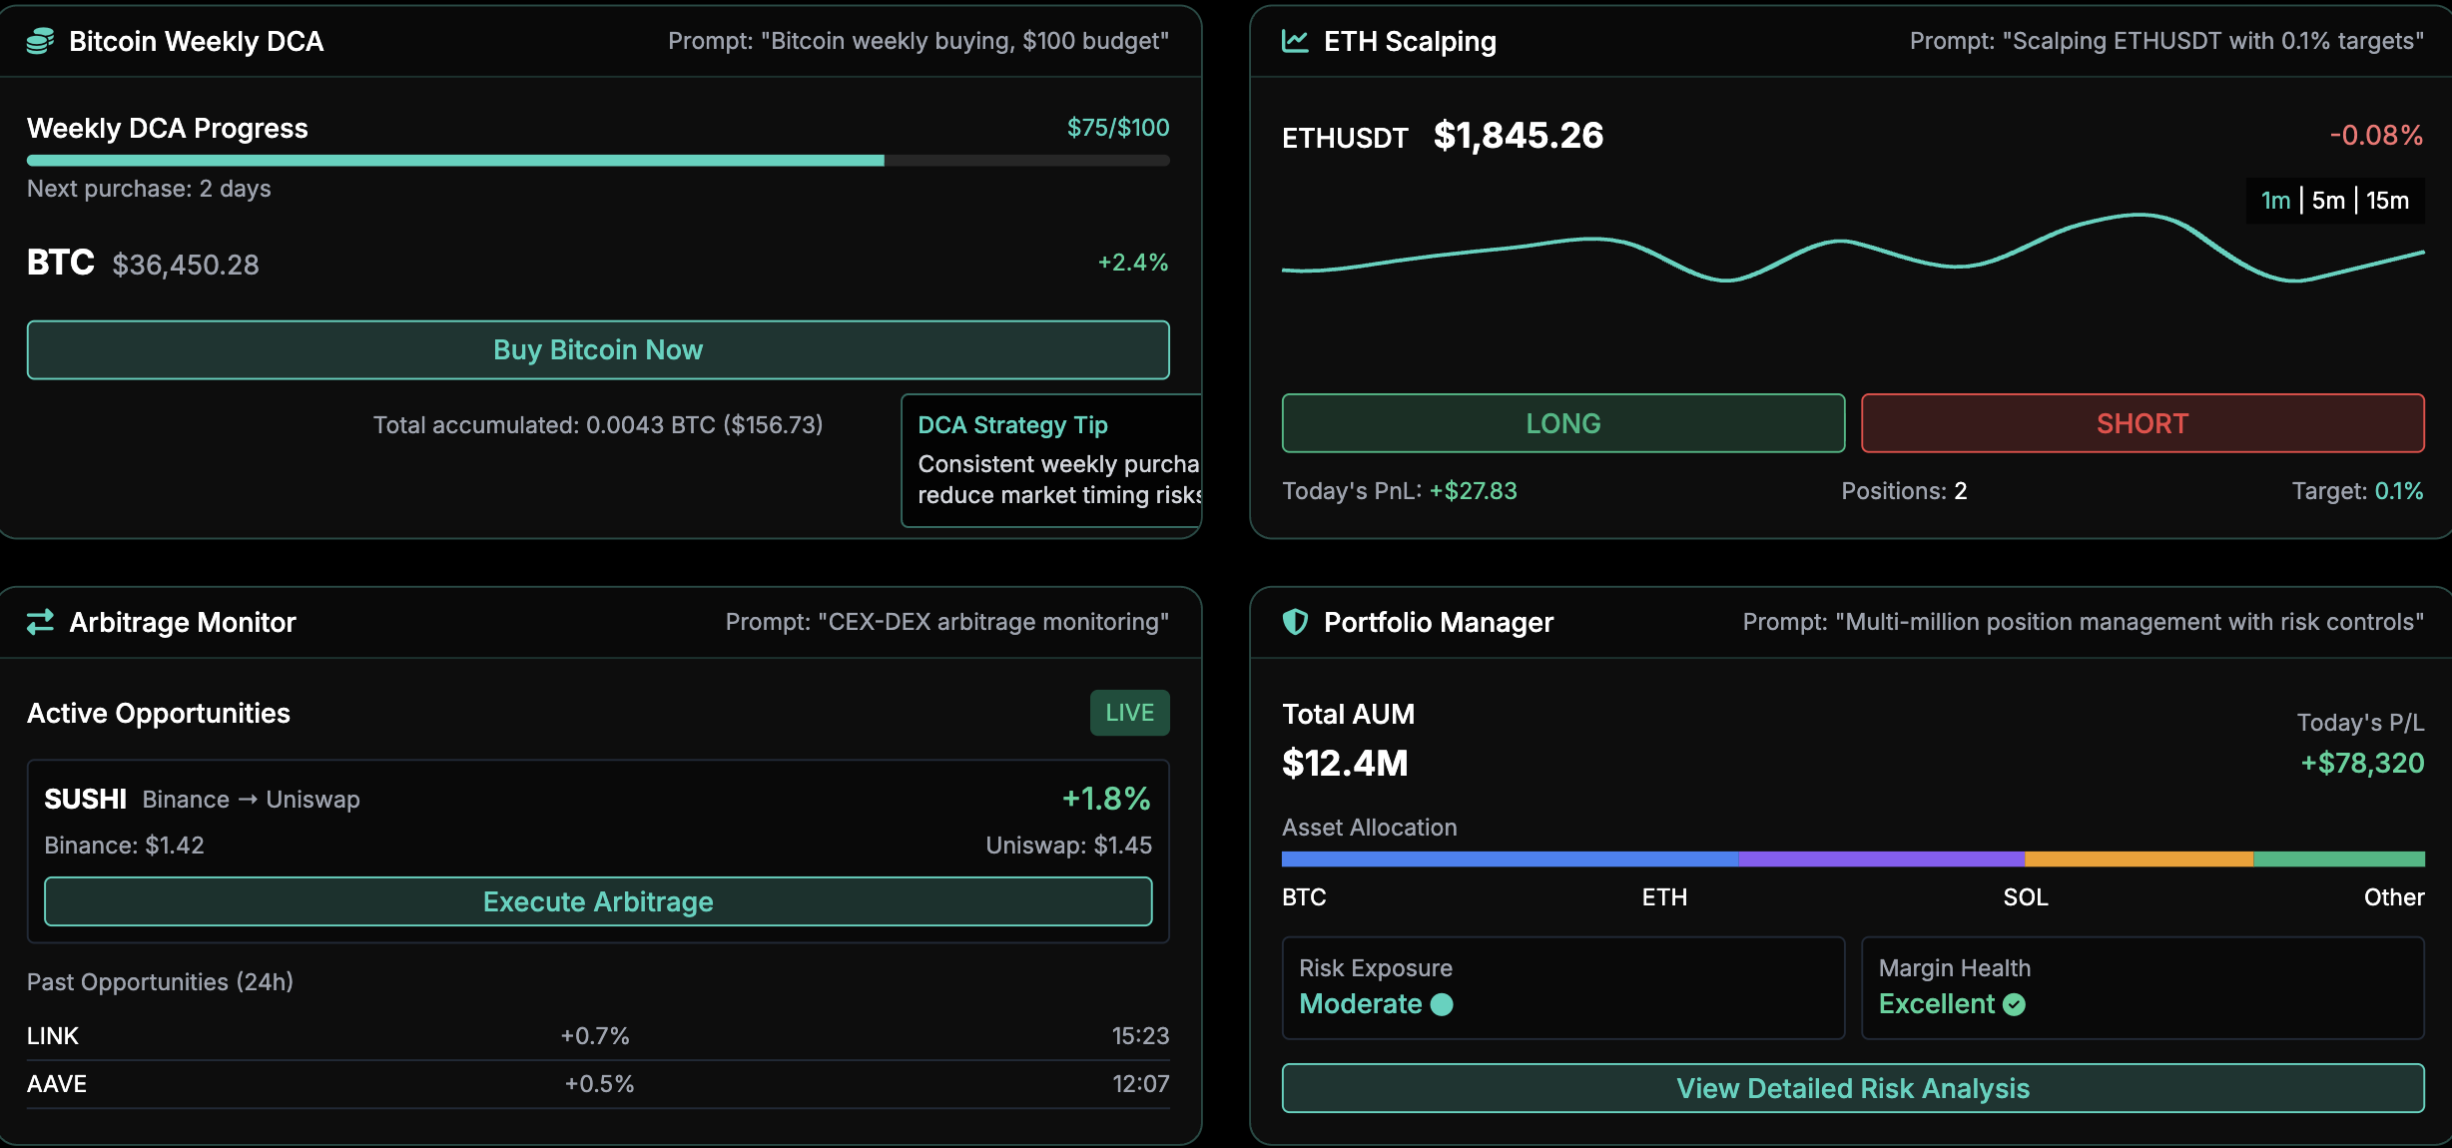 Bitcoin Weekly DCA
Prompt: "Bitcoin weekly buying, $100 budget"
Weekly DCA Progress
$75/$100
Next purchase: 2 days
BTC $36,450.28
+2.4%
Buy Bitcoin Now
Total accumulated: 0.0043 BTC ($156.73)
DCA Strategy Tip
Consistent weekly purcha
reduce market timing risks
ETH Scalping
Prompt: "Scalping ETHUSDT with 0.1% targets"
ETHUSDT $1,845.26
-0.08%
1m | 5m | 15m
LONG
SHORT
Today's PnL: +$27.83
Positions: 2
Target: 0.1%
Arbitrage Monitor
Prompt: "CEX-DEX arbitrage monitoring"
Active Opportunities
LIVE
SUSHI Binance → Uniswap
+1.8%
Binance: $1.42
Uniswap: $1.45
Execute Arbitrage
Past Opportunities (24h)
LINK +0.7% 15:23
AAVE +0.5% 12:07
Portfolio Manager
Prompt: "Multi-million position management with risk controls"
Total AUM
$12.4M
Today's P/L
+$78,320
Asset Allocation
BTC ETH SOL Other
Risk Exposure
Moderate
Margin Health
Excellent
View Detailed Risk Analysis